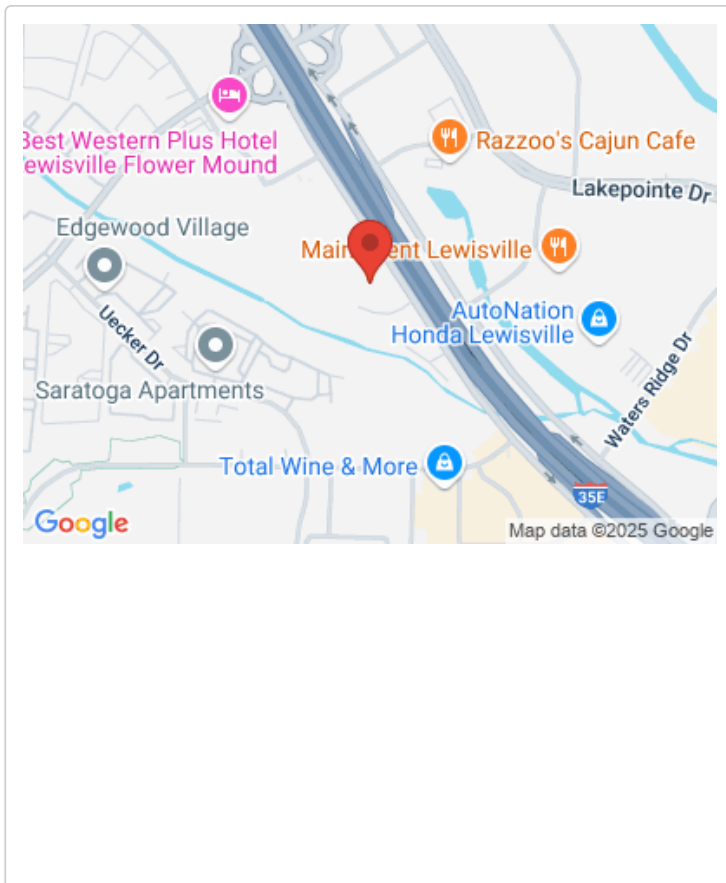 Best Western Plus Hotel
ewisville Flower Mound
Razzoo's Cajun Cafe
Lakepointe Dr
Edgewood Village
Lewisville
AutoNation
Honda Lewisville
Uecker Dr
Saratoga Apartments
Waters Ridge Dr
Total Wine & More
35E
Google
Map data ©2025 Google